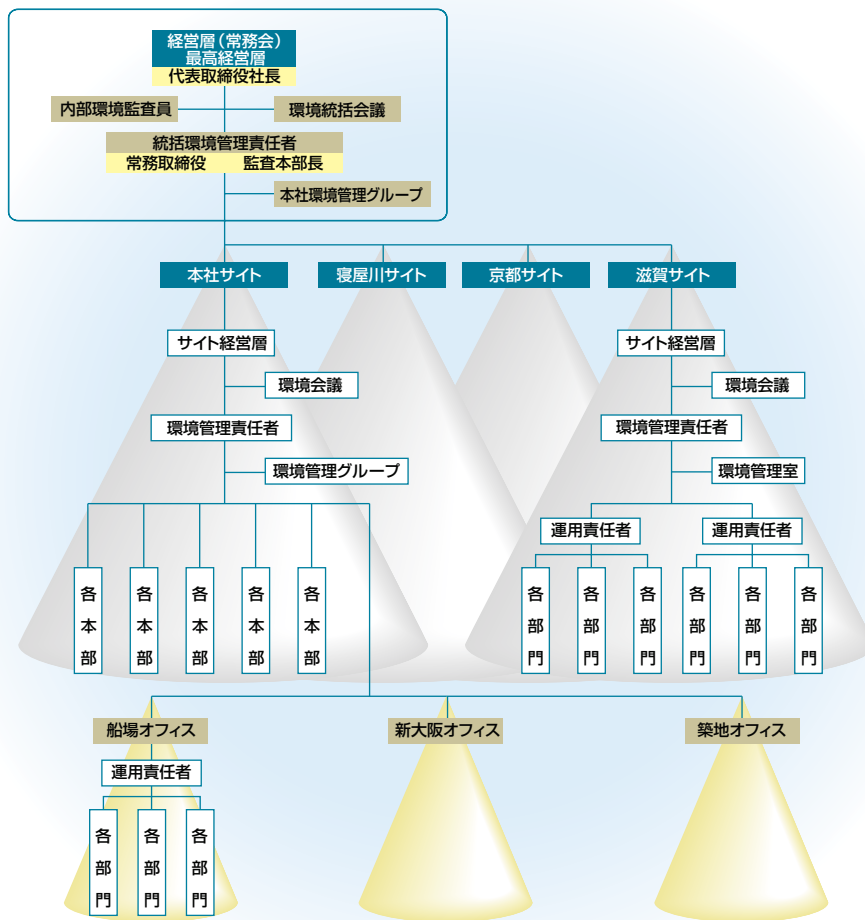 経営層(常務会)
最高経営層
代表取締役社長
内部環境監査員
環境統括会議
統括環境管理責任者
常務取締役 監査本部長
本社環境管理グループ
本社サイト
寝屋川サイト
京都サイト
滋賀サイト
サイト経営層
サイト経営層
環境会議
環境会議
環境管理責任者
環境管理責任者
環境管理グループ
環境管理室
運用責任者
運用責任者
各本部
各本部
各本部
各本部
各本部
各部門
各部門
各部門
各部門
各部門
各部門
船場オフィス
新大阪オフィス
築地オフィス
運用責任者
各部門
各部門
各部門